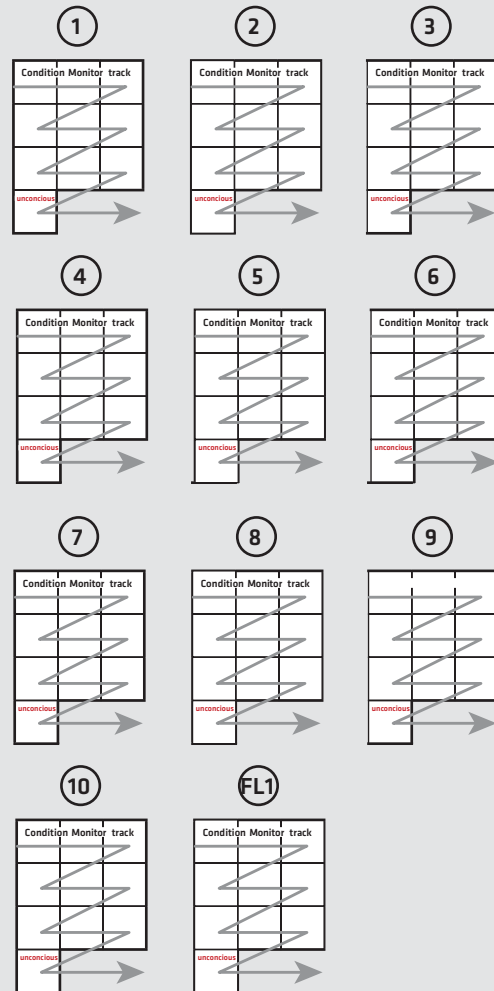 1 2 3
Condition Monitor track Condition Monitor track Condition Monitor track
unconcious unconcious unconcious
4 5 6
Condition Monitor track Condition Monitor track Condition Monitor track
unconcious unconcious unconcious
7 8 9
Condition Monitor track Condition Monitor track
unconcious unconcious unconcious
10 FL1
Condition Monitor track Condition Monitor track
unconcious unconcious